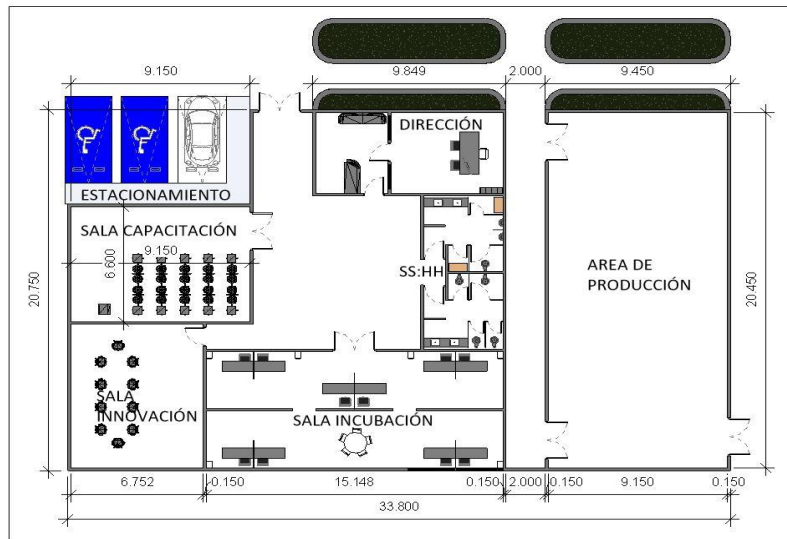 9.150
9.849
2.000
9.450
DIRECCIÓN
ESTACIONAMIENTO
SALA CAPACITACIÓN
9.150
6.600
20.750
SS:HH
AREA DE
PRODUCCIÓN
20.450
SALA
INNOVACIÓN
SALA INCUBACIÓN
6.752
0.150
15.148
0.150
2.000
0.150
9.150
0.150
33.800